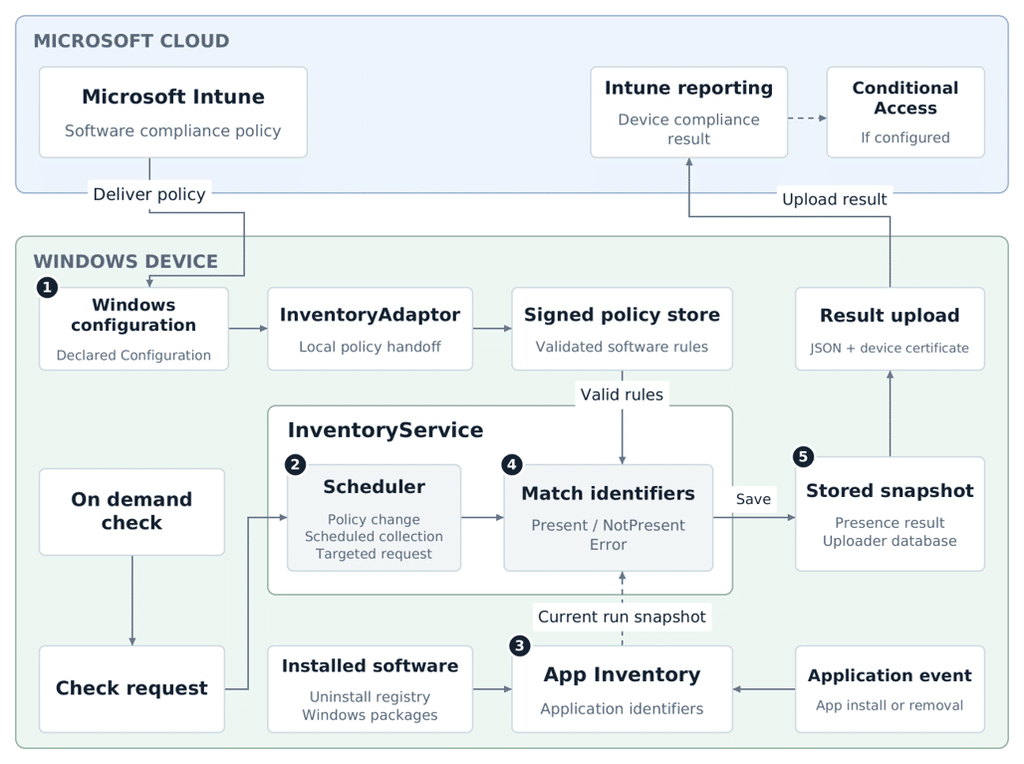 MICROSOFT CLOUD
Microsoft Intune
Software compliance policy
Intune reporting
Device compliance
result
Conditional
Access
If configured
Deliver policy
Upload result
WINDOWS DEVICE
1
Windows
configuration
Declared Configuration
InventoryAdaptor
Local policy handoff
Signed policy store
Validated software rules
Result upload
JSON + device certificate
Valid rules
InventoryService
2
Scheduler
Policy change
Scheduled collection
Targeted request
4
Match identifiers
Present / NotPresent
Error
Save
5
Stored snapshot
Presence result
Uploader database
On demand
check
Current run snapshot
Check request
Installed software
Uninstall registry
Windows packages
3
App Inventory
Application identifiers
Application event
App install or removal